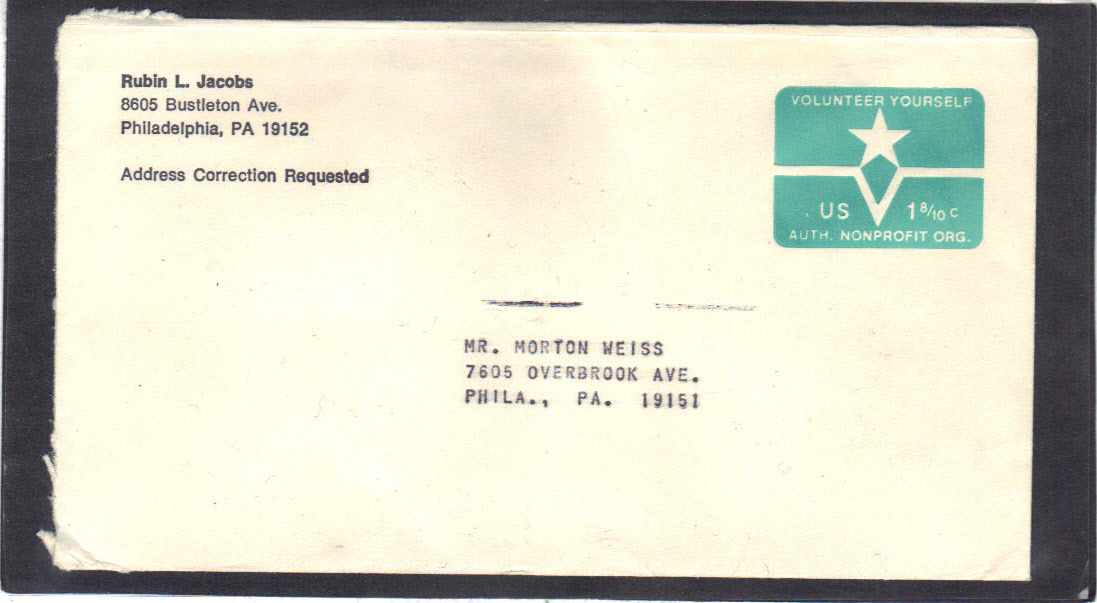 Rubin L. Jacobs
8605 Bustleton Ave.
Philadelphia, PA 19152
Address Correction Requested
VOLUNTEER YOURSELF
US 1 8/10 C
AUTH. NONPROFIT ORG.
MR. MORTON WEISS
7605 OVERBROOK AVE.
PHILA., PA. 19151